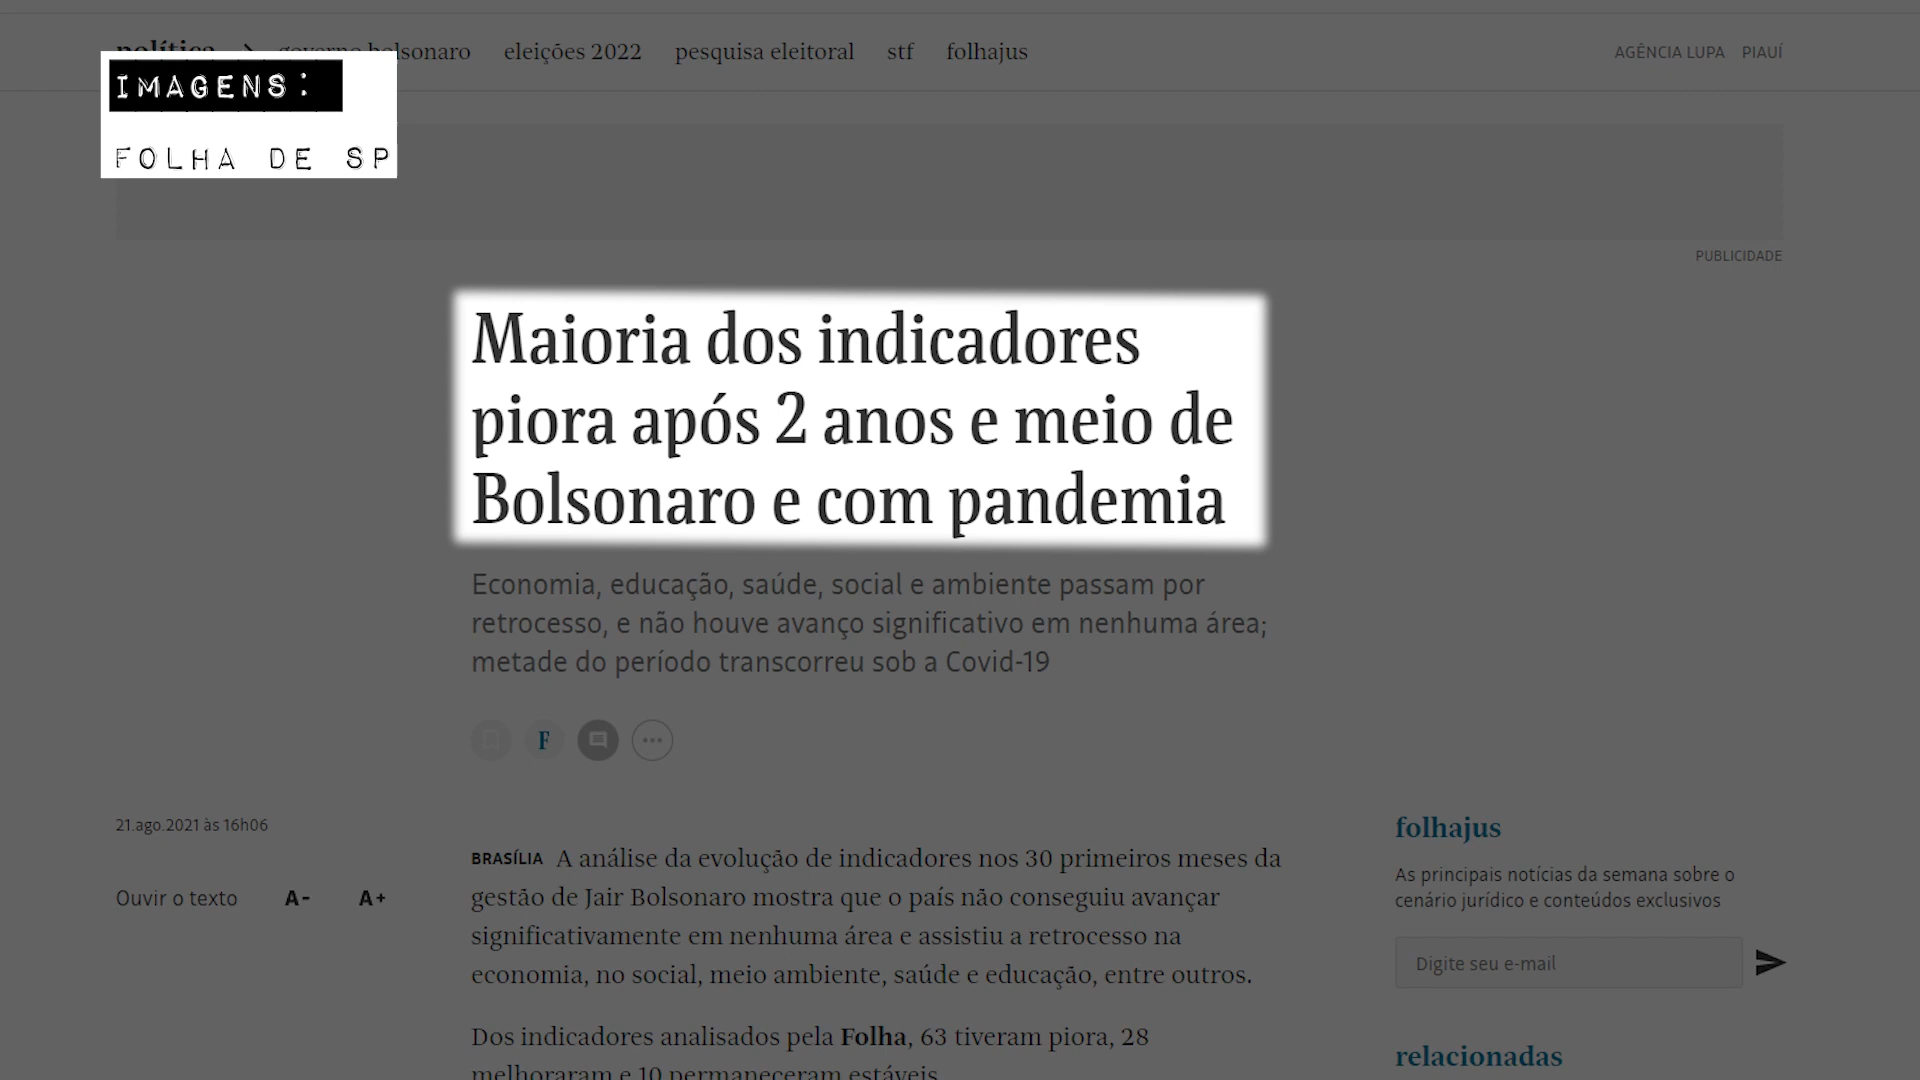 política
governo bolsonaro
eleições 2022
pesquisa eleitoral
stf
folhajus
AGÊNCIA LUPA
PIAUÍ
IMAGENS:
FOLHA DE SP
PUBLICIDADE
Maioria dos indicadores
piora após 2 anos e meio de
Bolsonaro e com pandemia
Economia, educação, saúde, social e ambiente passam por
retrocesso, e não houve avanço significativo em nenhuma área;
metade do período transcorreu sob a Covid-19
F
21.ago.2021 às 16h06
Ouvir o texto A- A+
BRASÍLIA A análise da evolução de indicadores nos 30 primeiros meses da
gestão de Jair Bolsonaro mostra que o país não conseguiu avançar
significativamente em nenhuma área e assistiu a retrocesso na
economia, no social, meio ambiente, saúde e educação, entre outros.
Dos indicadores analisados pela Folha, 63 tiveram piora, 28
melhoraram e 10 permaneceram estáveis
folhajus
As principais notícias da semana sobre o
cenário jurídico e conteúdos exclusivos
Digite seu e-mail
relacionadas